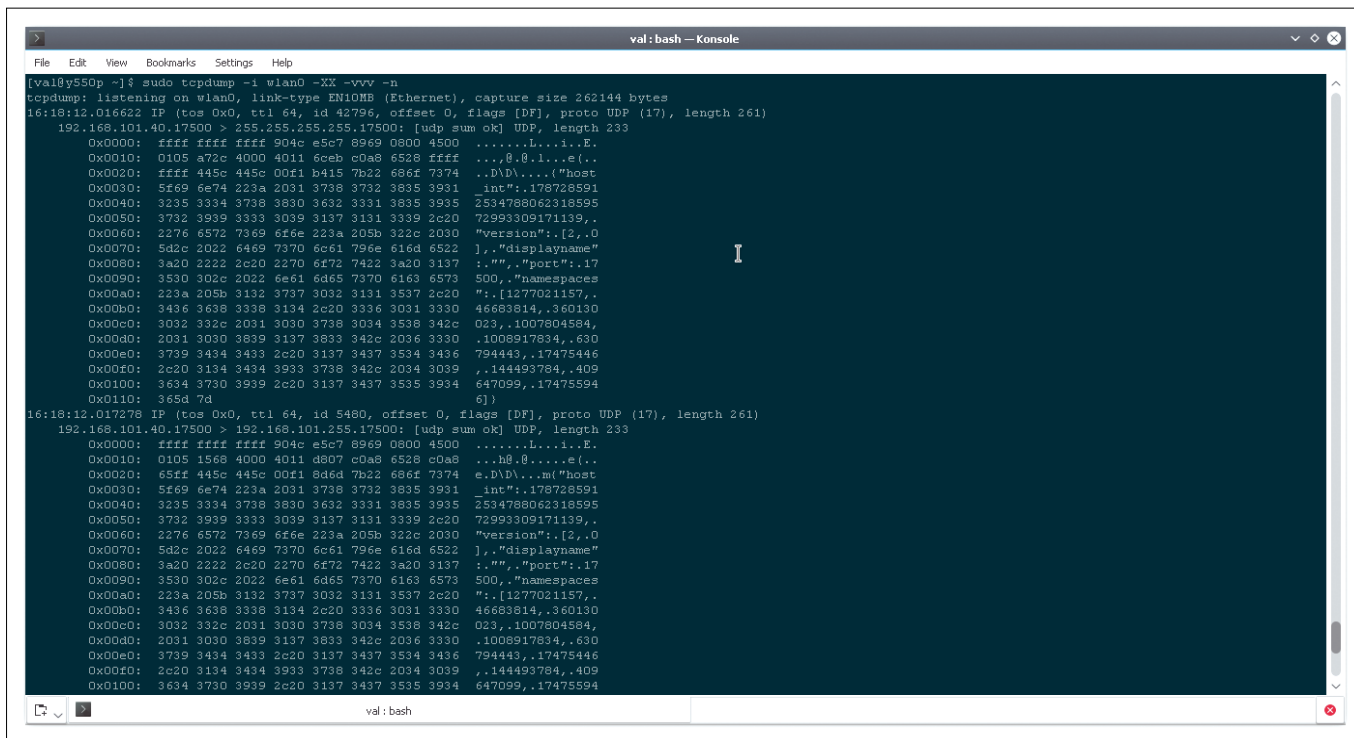 val : bash — Konsole
File Edit View Bookmarks Settings Help
[val@y550p ~]$ sudo tcpdump -i wlan0 -XX -vvv -n
tcpdump: listening on wlan0, link-type EN10MB (Ethernet), capture size 262144 bytes
16:18:12.016622 IP (tos 0x0, ttl 64, id 42796, offset 0, flags [DF], proto UDP (17), length 261)
192.168.101.40.17500 > 255.255.255.255.17500: [udp sum ok] UDP, length 233
0x0000: ffff ffff ffff 904c e5c7 8969 0800 4500 .......L...i..E.
0x0010: 0105 a72c 4000 4011 6ceb c0a8 6528 ffff ...,@.@.l...e(..
0x0020: ffff 445c 445c 00f1 b415 7b22 686f 7374 ..D\D\....{"host
0x0030: 5f69 6e74 223a 2031 3738 3732 3835 3931 _int":.178728591
0x0040: 3235 3334 3738 3830 3632 3331 3835 3935 2534788062318595
0x0050: 3732 3939 3333 3039 3137 3131 3339 2c20 72993309171139,.
0x0060: 2276 6572 7369 6f6e 223a 205b 322c 2030 "version":.[2,.0
0x0070: 5d2c 2022 6469 7370 6c61 796e 616d 6522 ],."displayname"
0x0080: 3a20 2222 2c20 2270 6f72 7422 3a20 3137 :."",."port":.17
0x0090: 3530 302c 2022 6e61 6d65 7370 6163 6573 500,."namespaces
0x00a0: 223a 205b 3132 3737 3032 3131 3537 2c20 ":.[1277021157,.
0x00b0: 3436 3638 3338 3134 2c20 3336 3031 3330 46683814,.360130
0x00c0: 3032 332c 2031 3030 3738 3034 3538 342c 023,.1007804584,
0x00d0: 2031 3030 3839 3137 3833 342c 2036 3330 .1008917834,.630
0x00e0: 3739 3434 3433 2c20 3137 3437 3534 3436 794443,.17475446
0x00f0: 2c20 3134 3434 3933 3738 342c 2034 3039 ,.144493784,.409
0x0100: 3634 3730 3939 2c20 3137 3437 3535 3934 647099,.17475594
0x0110: 365d 7d 6]}
16:18:12.017278 IP (tos 0x0, ttl 64, id 5480, offset 0, flags [DF], proto UDP (17), length 261)
192.168.101.40.17500 > 192.168.101.255.17500: [udp sum ok] UDP, length 233
0x0000: ffff ffff ffff 904c e5c7 8969 0800 4500 .......L...i..E.
0x0010: 0105 1568 4000 4011 d807 c0a8 6528 c0a8 ...h@.@.....e(..
0x0020: 65ff 445c 445c 00f1 8d6d 7b22 686f 7374 e.D\D\...m{"host
0x0030: 5f69 6e74 223a 2031 3738 3732 3835 3931 _int":.178728591
0x0040: 3235 3334 3738 3830 3632 3331 3835 3935 2534788062318595
0x0050: 3732 3939 3333 3039 3137 3131 3339 2c20 72993309171139,.
0x0060: 2276 6572 7369 6f6e 223a 205b 322c 2030 "version":.[2,.0
0x0070: 5d2c 2022 6469 7370 6c61 796e 616d 6522 ],."displayname"
0x0080: 3a20 2222 2c20 2270 6f72 7422 3a20 3137 :."",."port":.17
0x0090: 3530 302c 2022 6e61 6d65 7370 6163 6573 500,."namespaces
0x00a0: 223a 205b 3132 3737 3032 3131 3537 2c20 ":.[1277021157,.
0x00b0: 3436 3638 3338 3134 2c20 3336 3031 3330 46683814,.360130
0x00c0: 3032 332c 2031 3030 3738 3034 3538 342c 023,.1007804584,
0x00d0: 2031 3030 3839 3137 3833 342c 2036 3330 .1008917834,.630
0x00e0: 3739 3434 3433 2c20 3137 3437 3534 3436 794443,.17475446
0x00f0: 2c20 3134 3434 3933 3738 342c 2034 3039 ,.144493784,.409
0x0100: 3634 3730 3939 2c20 3137 3437 3535 3934 647099,.17475594
val : bash